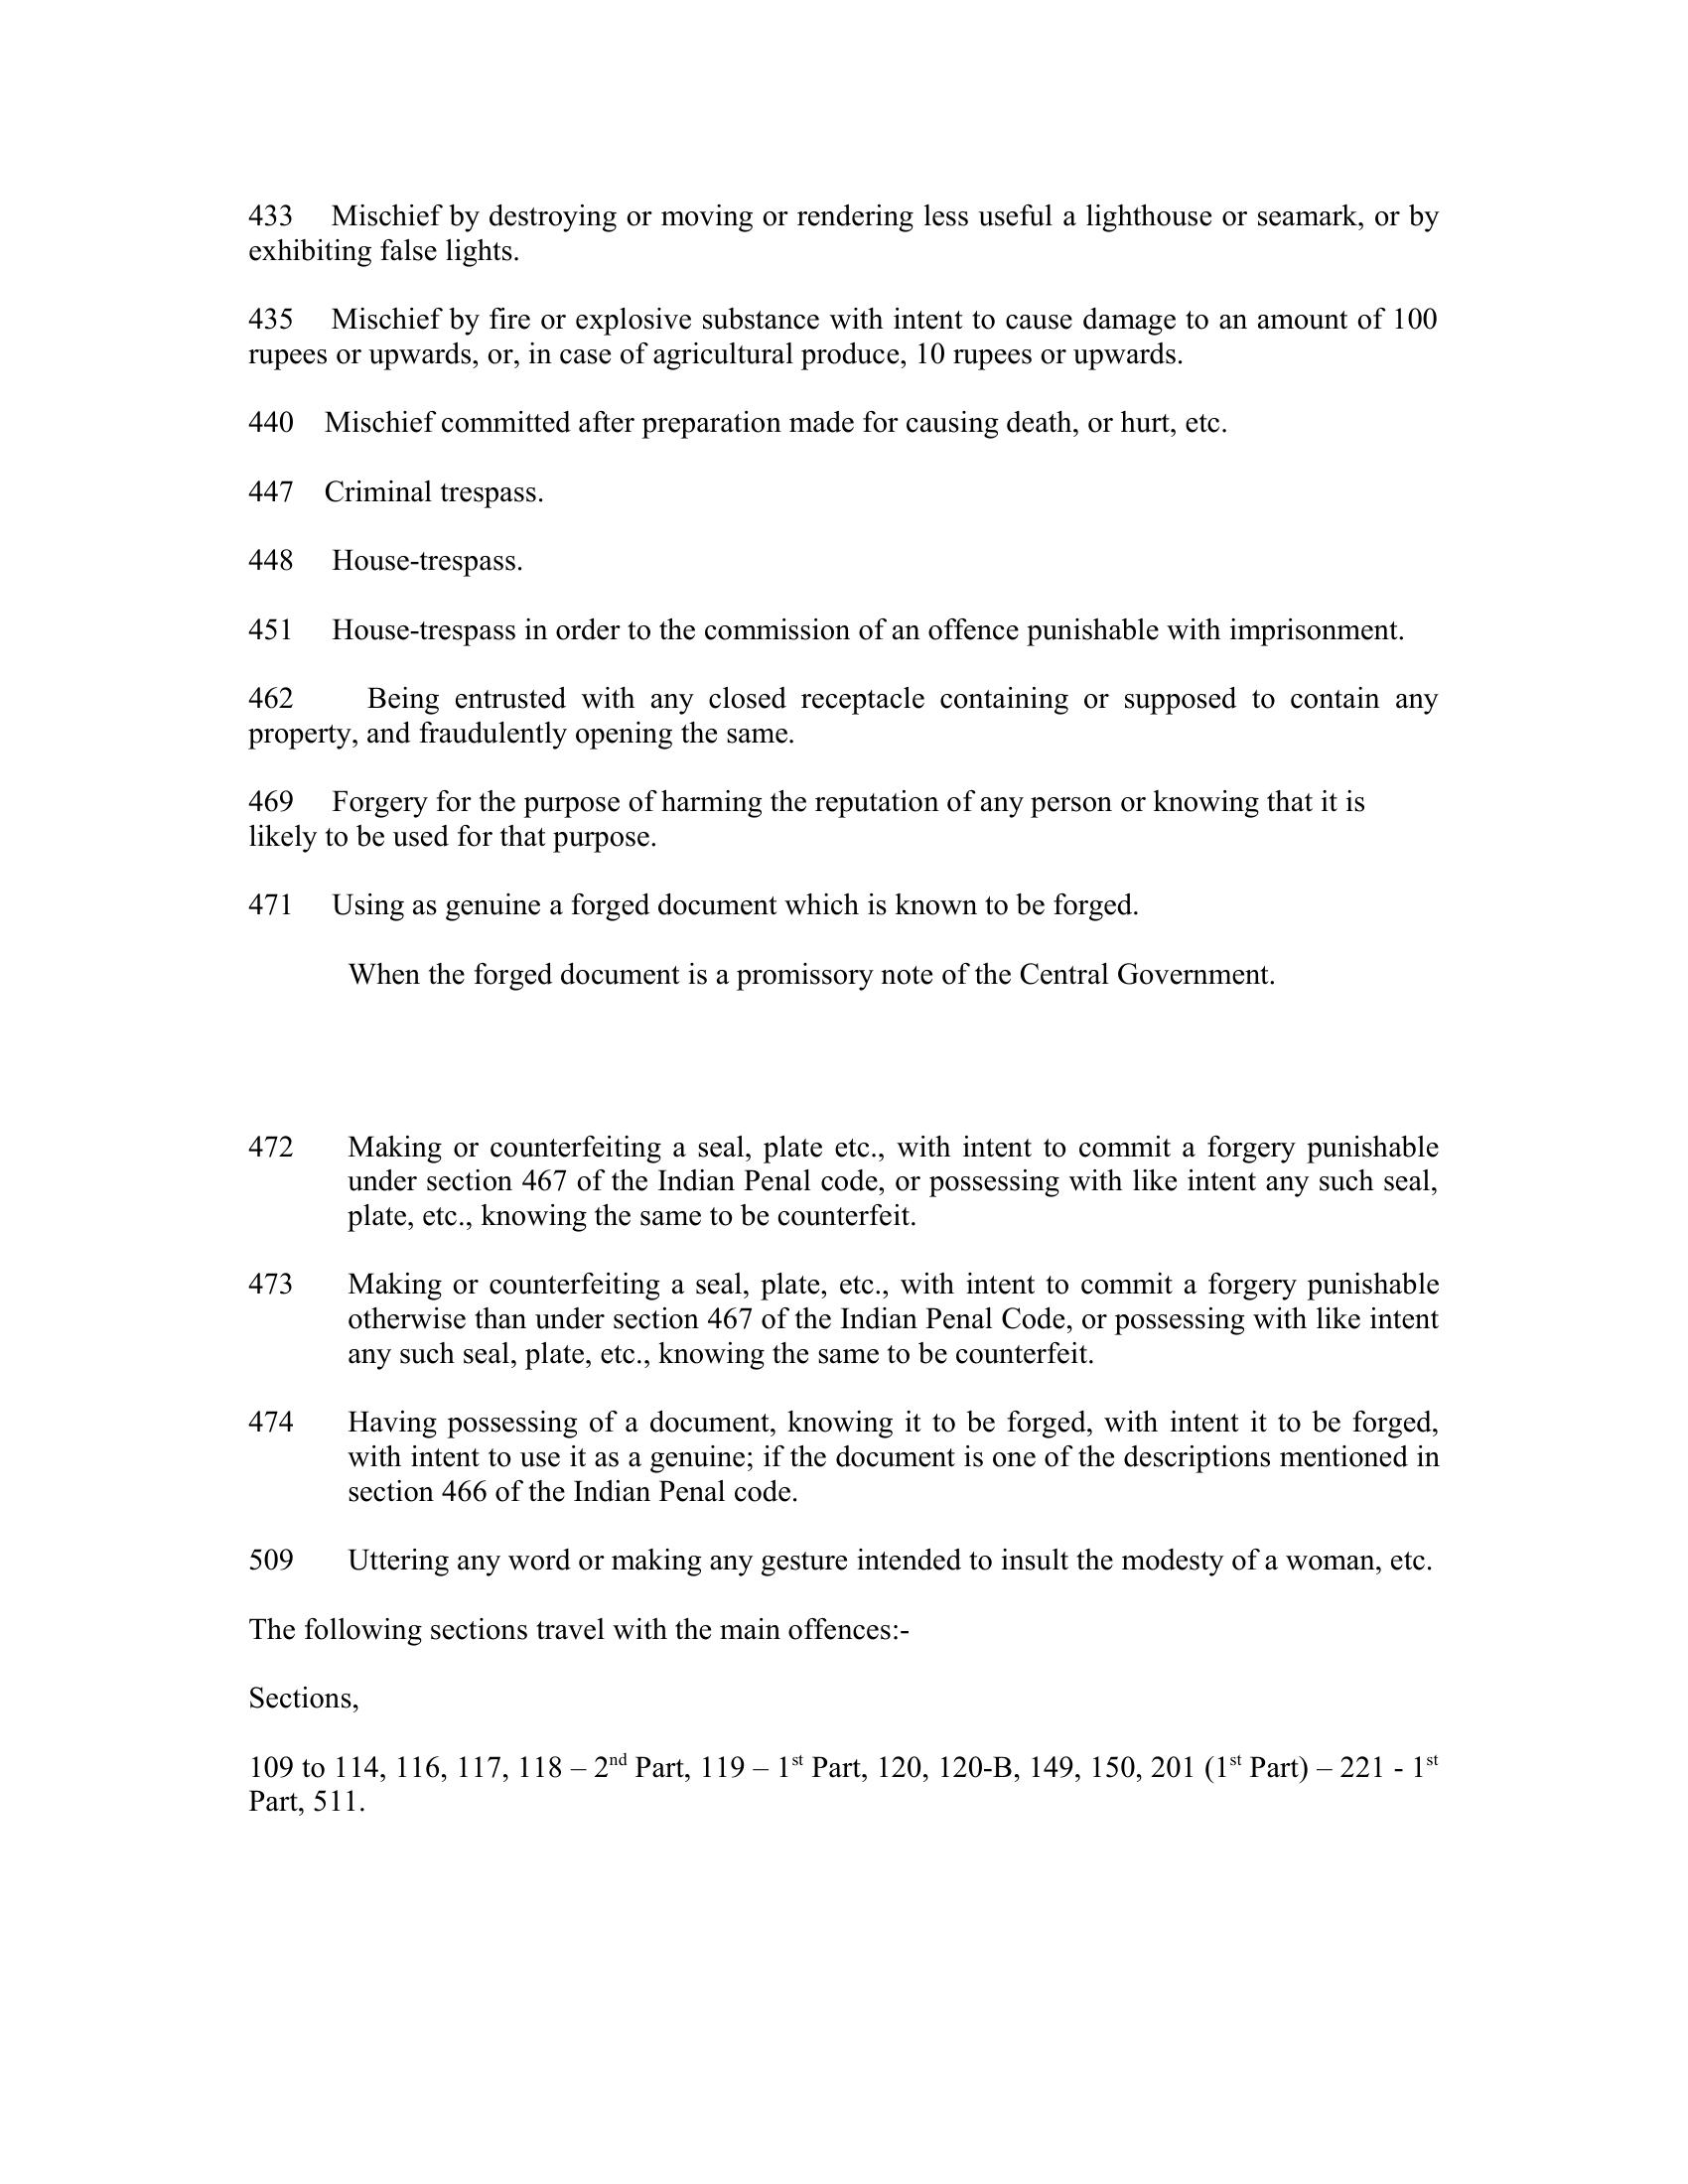 433 Mischief by destroying or moving or rendering less useful a lighthouse or seamark, or by
exhibiting false lights.
435 Mischief by fire or explosive substance with intent to cause damage to an amount of 100
rupees or upwards, or, in case of agricultural produce, 10 rupees or upwards.
440 Mischief committed after preparation made for causing death, or hurt, etc.
447 Criminal trespass.
448 House-trespass.
451 House-trespass in order to the commission of an offence punishable with imprisonment.
462 Being entrusted with any closed receptacle containing or supposed to contain any
property, and fraudulently opening the same.
469 Forgery for the purpose of harming the reputation of any person or knowing that it is
likely to be used for that purpose.
471 Using as genuine a forged document which is known to be forged.
When the forged document is a promissory note of the Central Government.
472 Making or counterfeiting a seal, plate etc., with intent to commit a forgery punishable
under section 467 of the Indian Penal code, or possessing with like intent any such seal,
plate, etc., knowing the same to be counterfeit.
473 Making or counterfeiting a seal, plate, etc., with intent to commit a forgery punishable
otherwise than under section 467 of the Indian Penal Code, or possessing with like intent
any such seal, plate, etc., knowing the same to be counterfeit.
474 Having possessing of a document, knowing it to be forged, with intent it to be forged,
with intent to use it as a genuine; if the document is one of the descriptions mentioned in
section 466 of the Indian Penal code.
509 Uttering any word or making any gesture intended to insult the modesty of a woman, etc.
The following sections travel with the main offences:-
Sections,
109 to 114, 116, 117, 118 – 2nd Part, 119 – 1st Part, 120, 120-B, 149, 150, 201 (1st Part) – 221 - 1st
Part, 511.